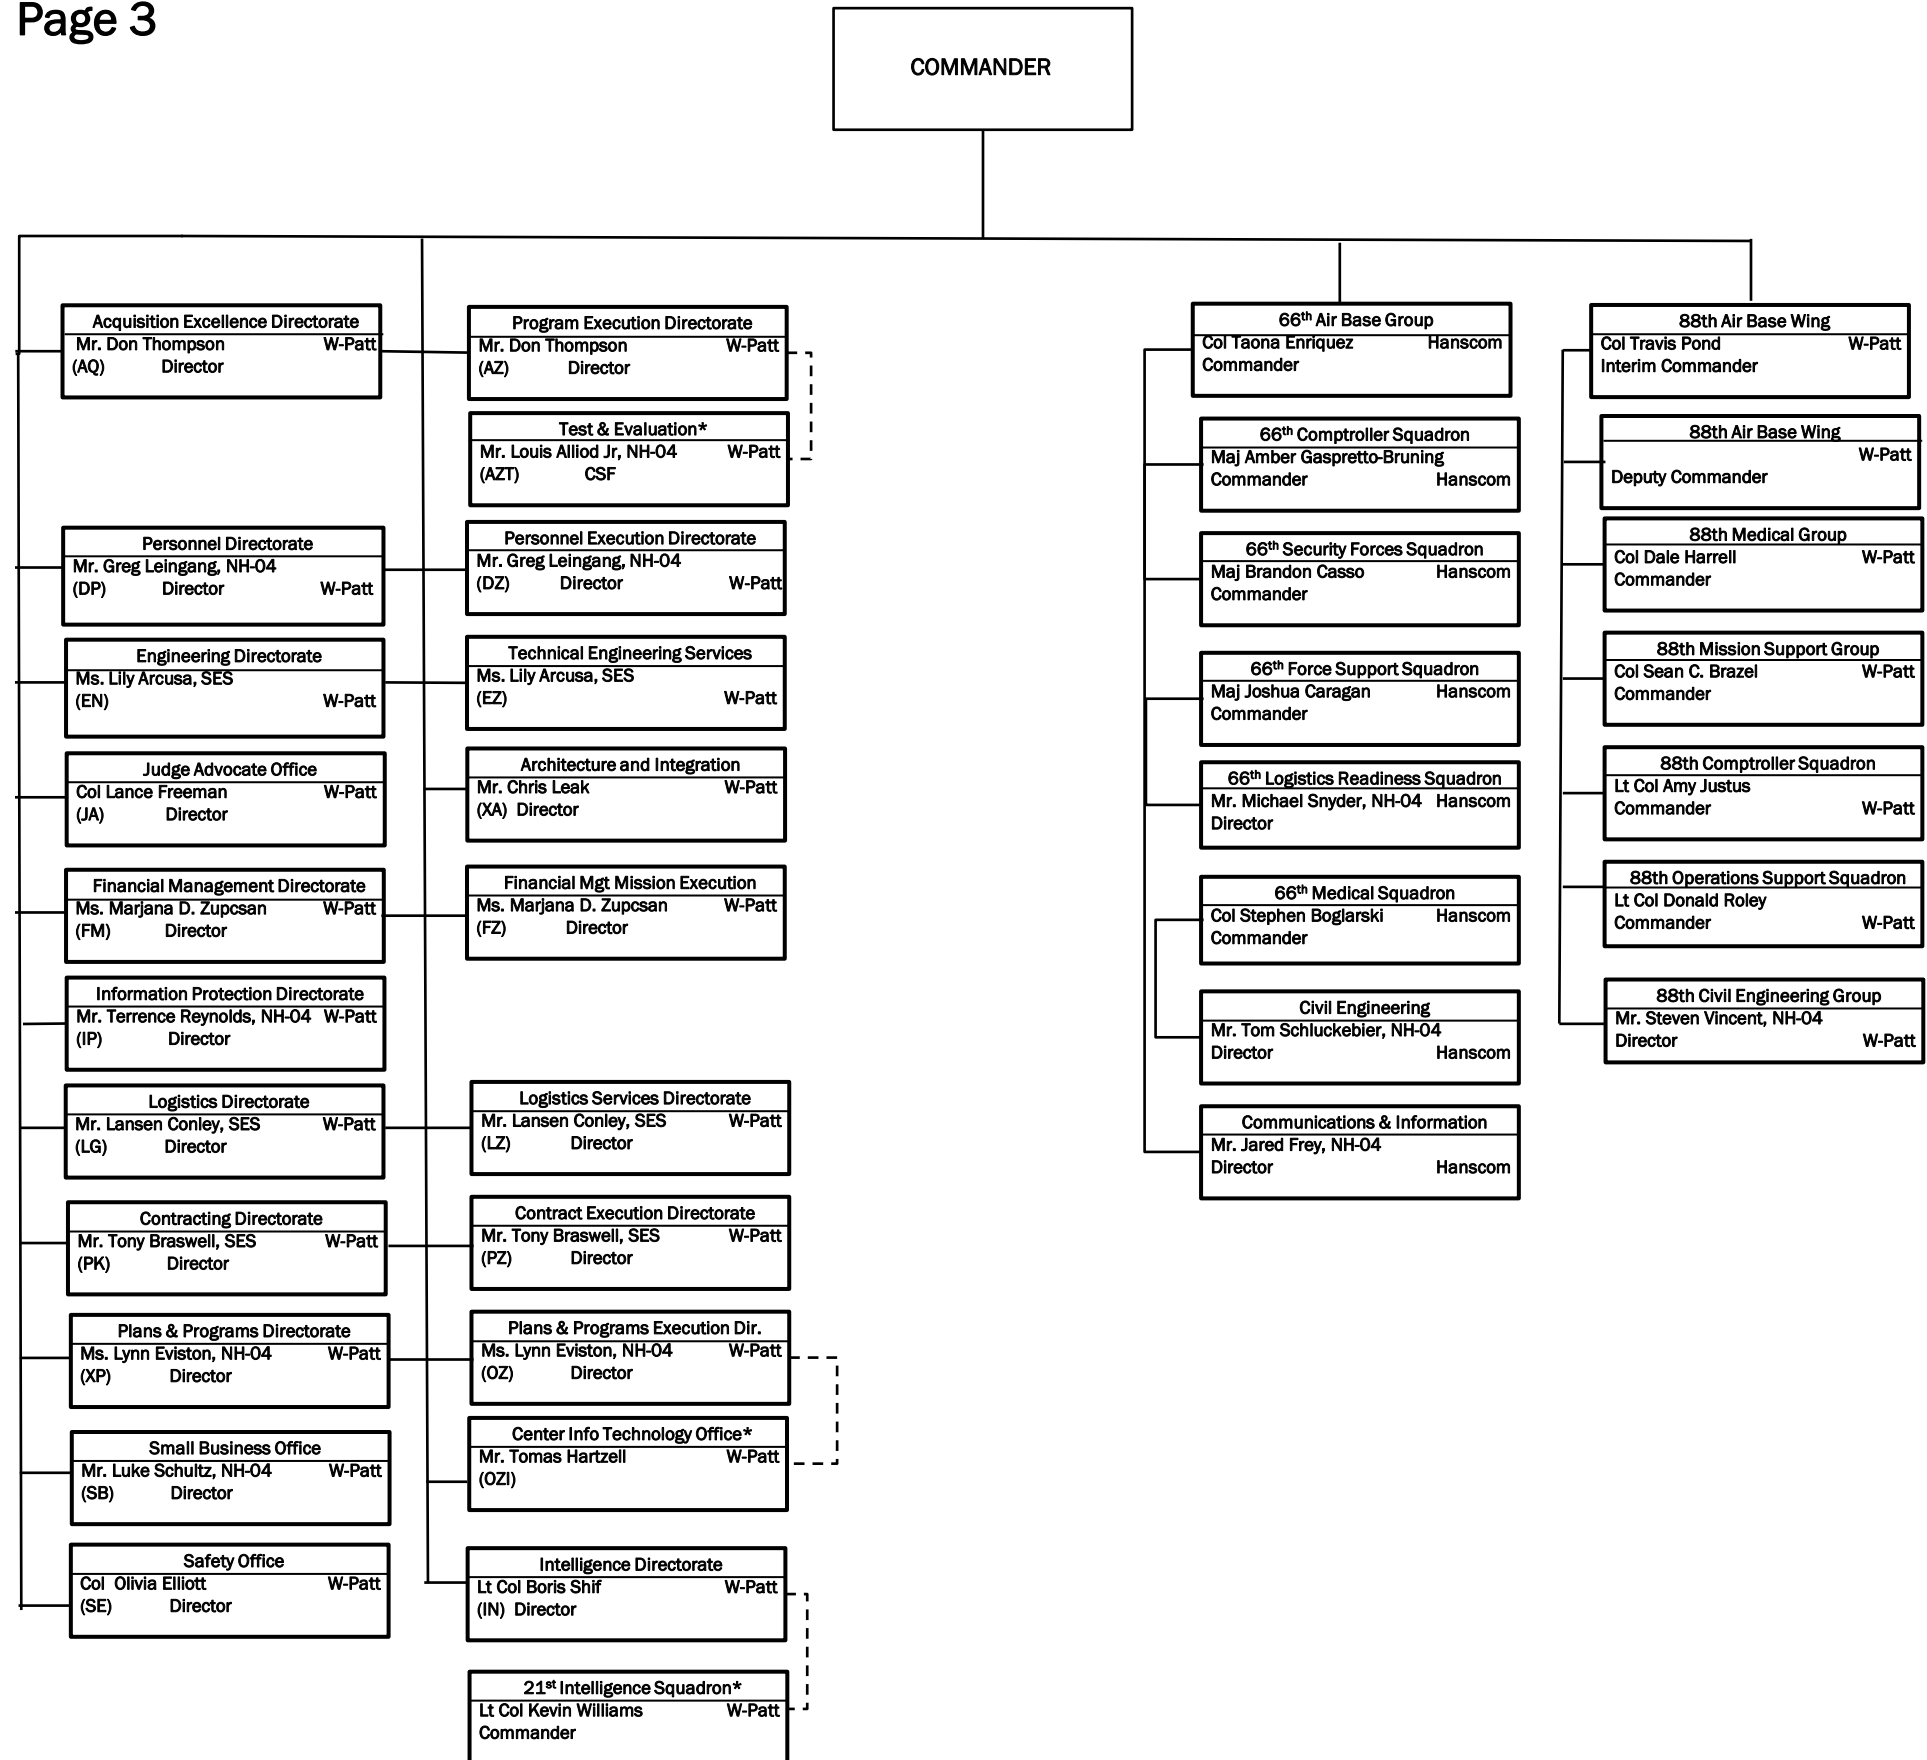 Page 3
COMMANDER
Acquisition Excellence Directorate
Mr. Don Thompson W-Patt
(AQ) Director
Personnel Directorate
Mr. Greg Leingang, NH-04
(DP) Director W-Patt
Engineering Directorate
Ms. Lily Arcusa, SES
(EN) W-Patt
Judge Advocate Office
Col Lance Freeman W-Patt
(JA) Director
Financial Management Directorate
Ms. Marjana D. Zupcsan W-Patt
(FM) Director
Information Protection Directorate
Mr. Terrence Reynolds, NH-04 W-Patt
(IP) Director
Logistics Directorate
Mr. Lansen Conley, SES W-Patt
(LG) Director
Contracting Directorate
Mr. Tony Braswell, SES W-Patt
(PK) Director
Plans & Programs Directorate
Ms. Lynn Eviston, NH-04 W-Patt
(XP) Director
Small Business Office
Mr. Luke Schultz, NH-04 W-Patt
(SB) Director
Safety Office
Col Olivia Elliott W-Patt
(SE) Director
Program Execution Directorate
Mr. Don Thompson W-Patt
(AZ) Director
Test & Evaluation*
Mr. Louis Alliod Jr, NH-04 W-Patt
(AZT) CSF
Personnel Execution Directorate
Mr. Greg Leingang, NH-04
(DZ) Director W-Patt
Technical Engineering Services
Ms. Lily Arcusa, SES
(EZ) W-Patt
Architecture and Integration
Mr. Chris Leak W-Patt
(XA) Director
Financial Mgt Mission Execution
Ms. Marjana D. Zupcsan W-Patt
(FZ) Director
Logistics Services Directorate
Mr. Lansen Conley, SES W-Patt
(LZ) Director
Contract Execution Directorate
Mr. Tony Braswell, SES W-Patt
(PZ) Director
Plans & Programs Execution Dir.
Ms. Lynn Eviston, NH-04 W-Patt
(OZ) Director
Center Info Technology Office*
Mr. Tomas Hartzell W-Patt
(OZI)
Intelligence Directorate
Lt Col Boris Shif W-Patt
(IN) Director
21st Intelligence Squadron*
Lt Col Kevin Williams W-Patt
Commander
66th Air Base Group
Col Taona Enriquez Hanscom
Commander
66th Comptroller Squadron
Maj Amber Gaspretto-Bruning
Commander Hanscom
66th Security Forces Squadron
Maj Brandon Casso Hanscom
Commander
66th Force Support Squadron
Maj Joshua Caragan Hanscom
Commander
66th Logistics Readiness Squadron
Mr. Michael Snyder, NH-04 Hanscom
Director
66th Medical Squadron
Col Stephen Boglarski Hanscom
Commander
Civil Engineering
Mr. Tom Schluckebier, NH-04
Director Hanscom
Communications & Information
Mr. Jared Frey, NH-04
Director Hanscom
88th Air Base Wing
Col Travis Pond W-Patt
Interim Commander
88th Air Base Wing
W-Patt
Deputy Commander
88th Medical Group
Col Dale Harrell W-Patt
Commander
88th Mission Support Group
Col Sean C. Brazel W-Patt
Commander
88th Comptroller Squadron
Lt Col Amy Justus
Commander W-Patt
88th Operations Support Squadron
Lt Col Donald Roley
Commander W-Patt
88th Civil Engineering Group
Mr. Steven Vincent, NH-04
Director W-Patt